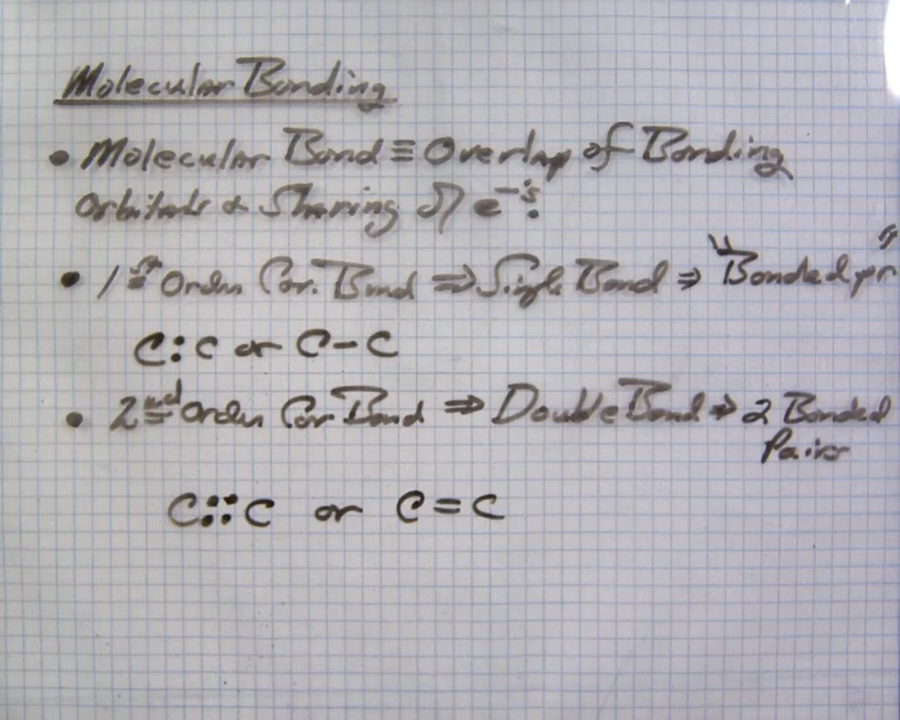 Molecular Bonding
• Molecular Bond ≡ Overlap of Bonding
Orbitals & Sharing of e⁻'s.
• 1st Order Cov. Bond ⇒ Single Bond ⇒ "Bonded pr"
C:C or C-C
• 2nd Order Cov Bond ⇒ Double Bond ⇒ 2 Bonded
Pairs
C::C or C=C